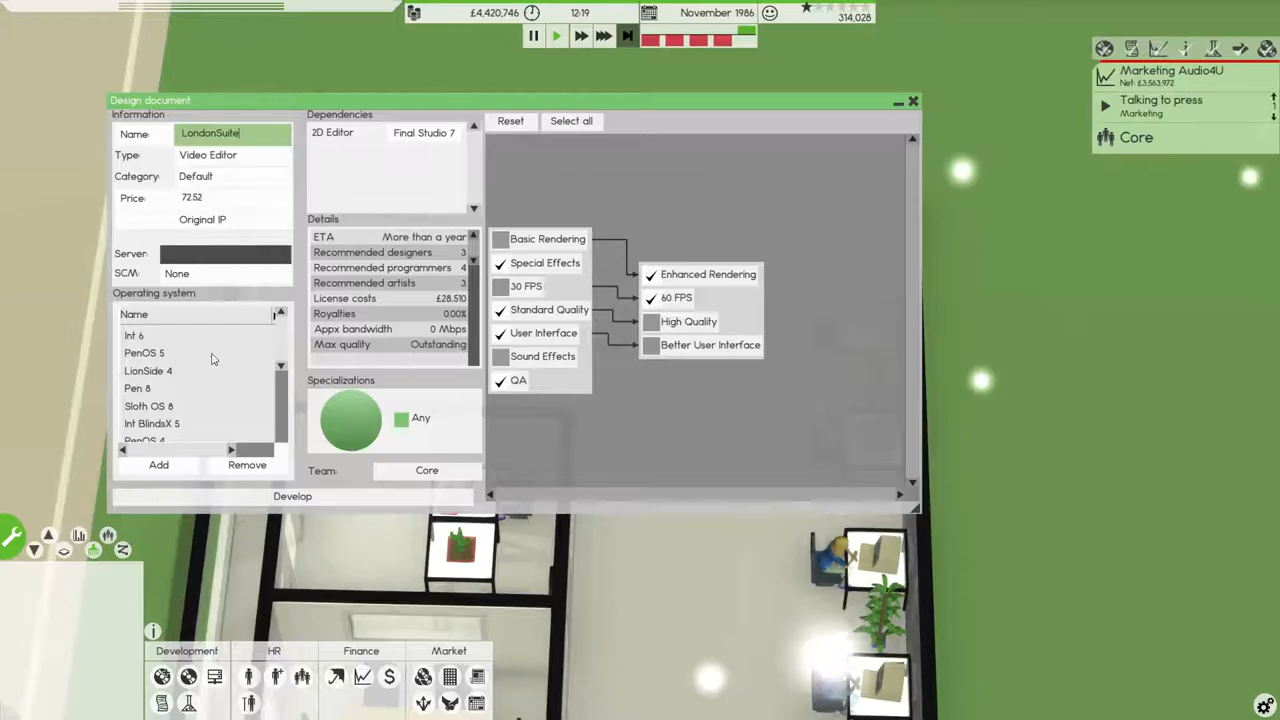 £4,420,746
12:19
November 1986
314,028
Marketing Audio4U
Net: £3,563,972
Talking to press
Marketing
Core
Design document
Information
Name: LondonSuite
Type: Video Editor
Category: Default
Price: 72.52
Original IP
Server:
SCM: None
Operating system
Name
Int 6
PenOS 5
LionSide 4
Pen 8
Sloth OS 8
Int BlindsX 5
PenOS 4
Add
Remove
Develop
Dependencies
2D Editor
Final Studio 7
Details
ETA More than a year
Recommended designers 3
Recommended programmers 4
Recommended artists 3
License costs £28,510
Royalties 0.00%
Appx bandwidth 0 Mbps
Max quality Outstanding
Specializations
Any
Team: Core
Reset
Select all
Basic Rendering
Special Effects
30 FPS
Standard Quality
User Interface
Sound Effects
QA
Enhanced Rendering
60 FPS
High Quality
Better User Interface
Development
HR
Finance
Market